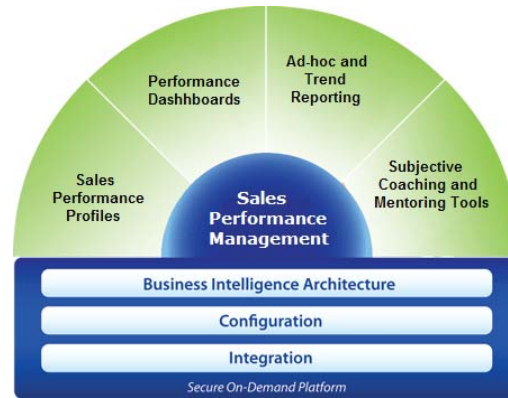 Performance
Dashhboards
Ad-hoc and
Trend
Reporting
Sales
Performance
Profiles
Subjective
Coaching and
Mentoring Tools
Sales
Performance
Management
Business Intelligence Architecture
Configuration
Integration
Secure On-Demand Platform